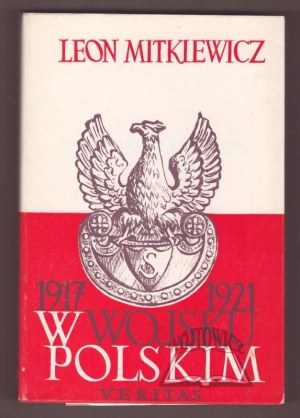 LEON MITKIEWICZ
S
1917 1921
W WOJSKU
POLSKIM
VERITAS